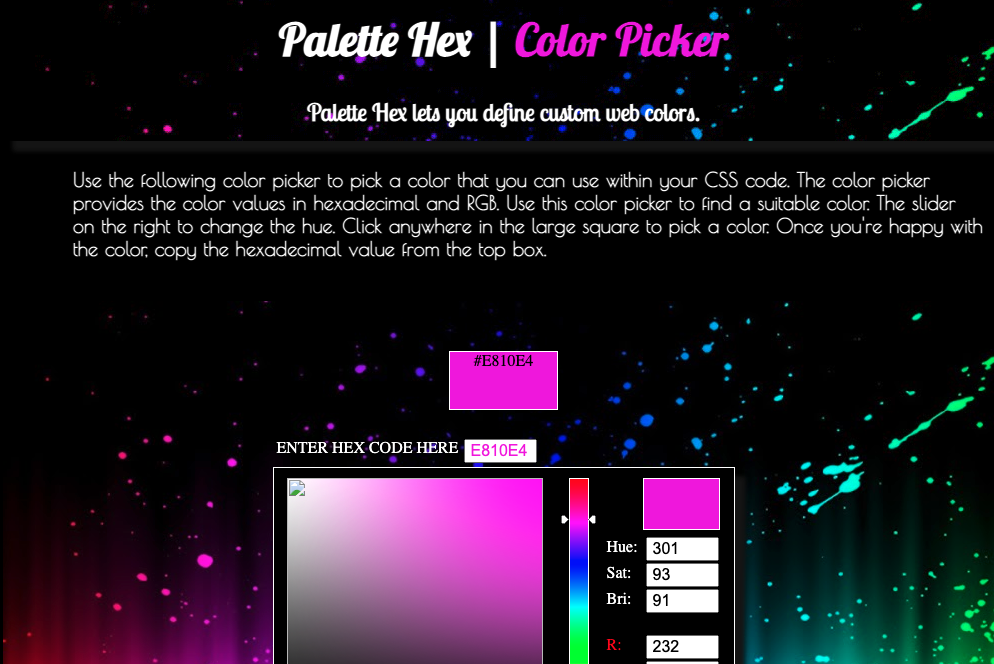 Palette Hex | Color Picker
Palette Hex lets you define custom web colors.
Use the following color picker to pick a color that you can use within your CSS code. The color picker
provides the color values in hexadecimal and RGB. Use this color picker to find a suitable color. The slider
on the right to change the hue. Click anywhere in the large square to pick a color. Once you're happy with
the color, copy the hexadecimal value from the top box.
#E810E4
ENTER HEX CODE HERE E810E4
Hue: 301
Sat: 93
Bri: 91
R: 232